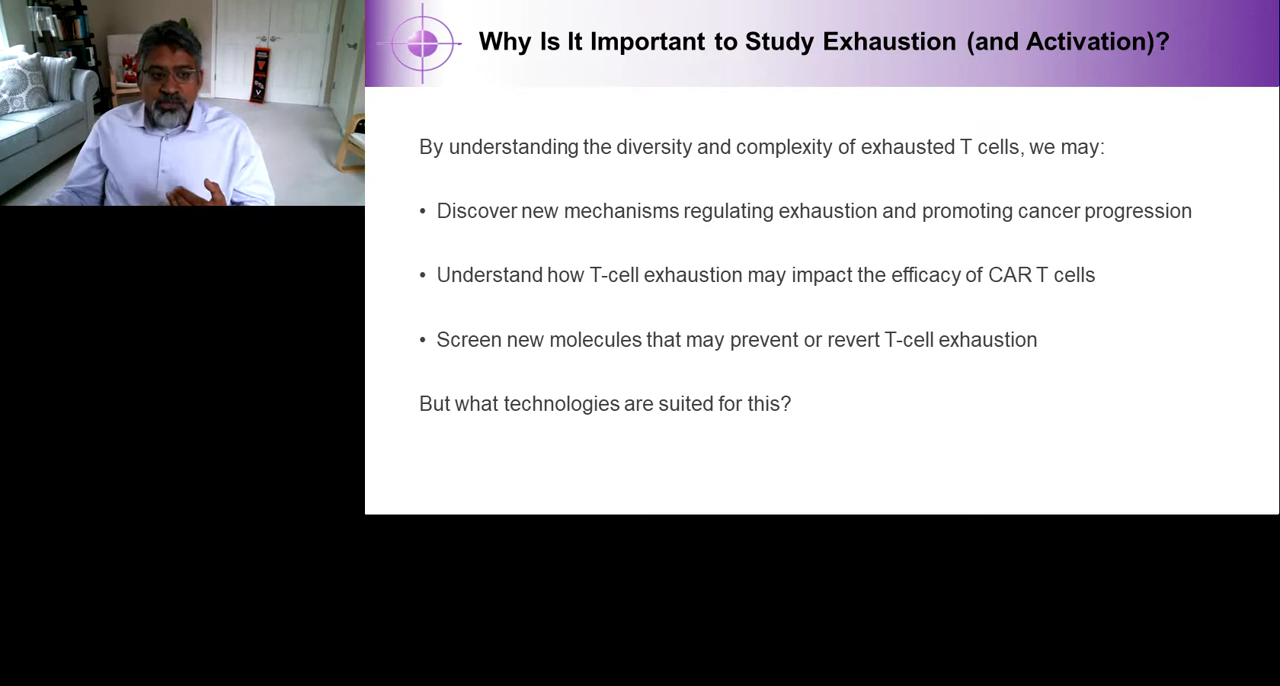 Why Is It Important to Study Exhaustion (and Activation)?
By understanding the diversity and complexity of exhausted T cells, we may:
• Discover new mechanisms regulating exhaustion and promoting cancer progression
• Understand how T-cell exhaustion may impact the efficacy of CAR T cells
• Screen new molecules that may prevent or revert T-cell exhaustion
But what technologies are suited for this?